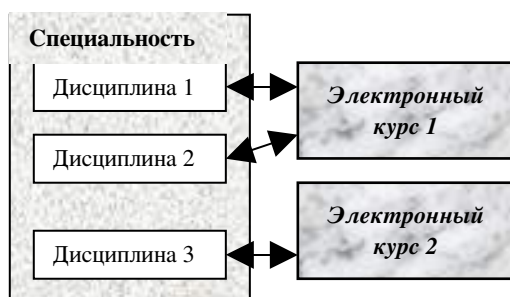 Специальность
Дисциплина 1
Дисциплина 2
Дисциплина 3
Электронный
курс 1
Электронный
курс 2